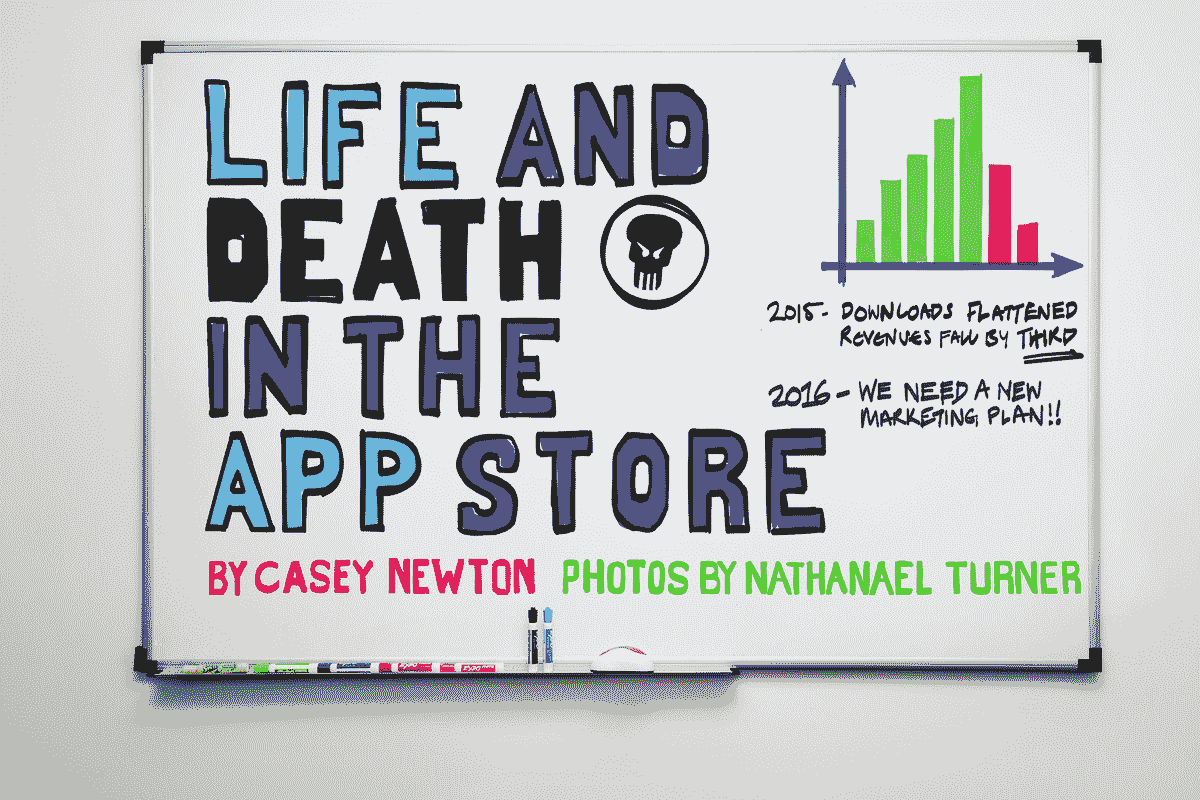 LIFE AND
DEATH
IN THE
APP STORE
BY CASEY NEWTON PHOTOS BY NATHANAEL TURNER
2015- DOWNLOADS FLATTENED
REVENUES FALL BY THIRD
2016 - WE NEED A NEW
MARKETING PLAN!!